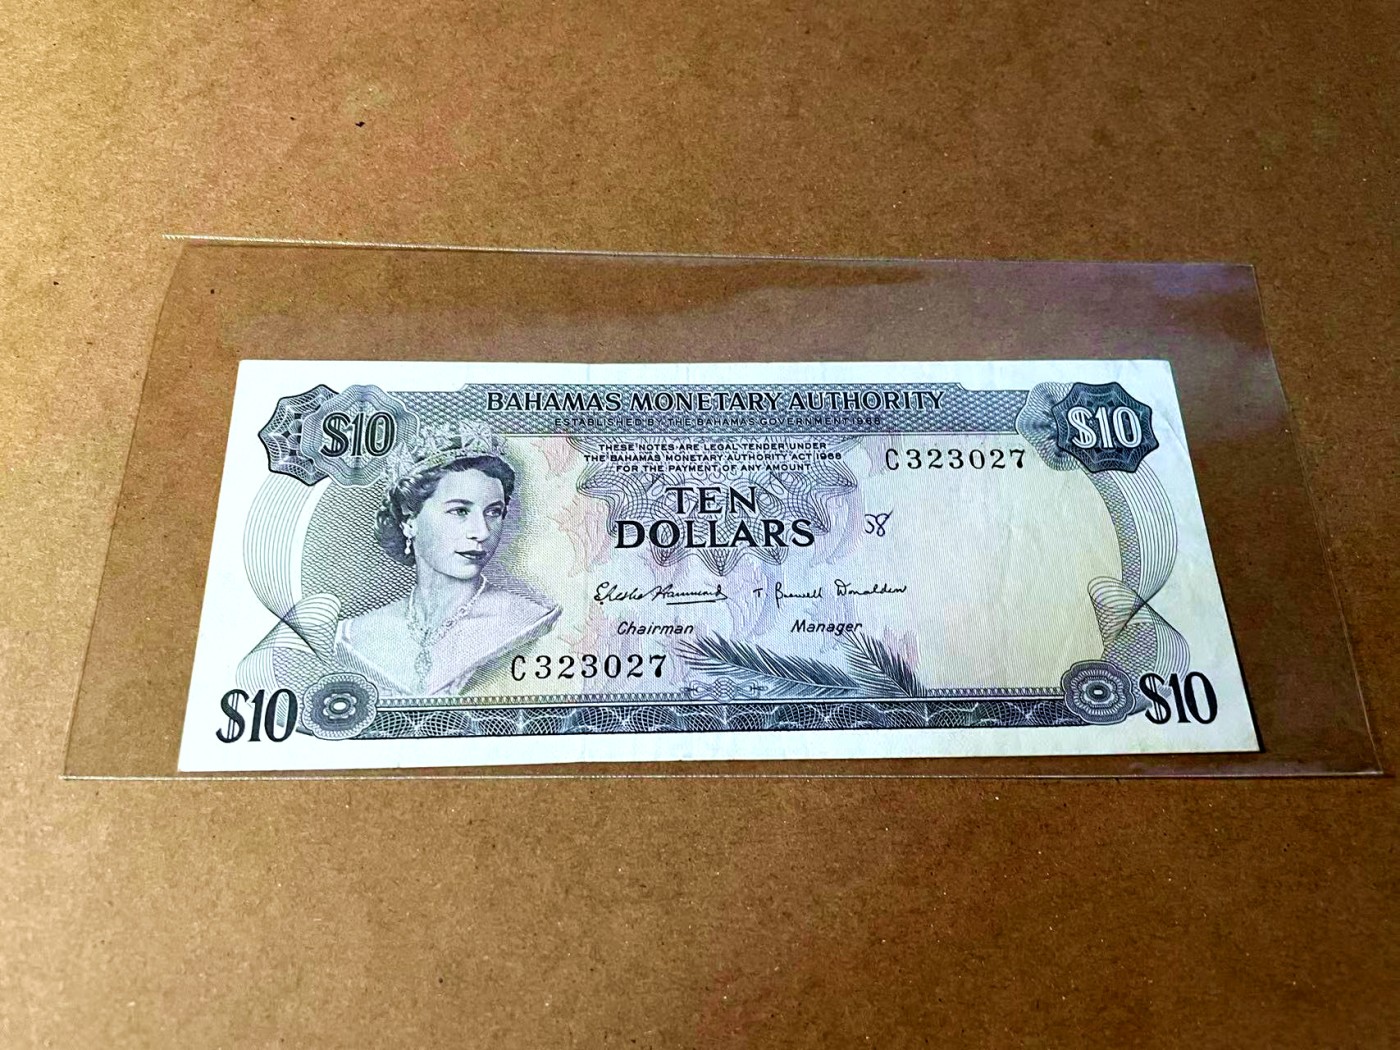 $10
BAHAMAS MONETARY AUTHORITY
$10
ESTABLISHED BY THE BAHAMAS GOVERNMENT 1968
THESE NOTES ARE LEGAL TENDER UNDER
THE BAHAMAS MONETARY AUTHORITY ACT 1968
FOR THE PAYMENT OF ANY AMOUNT
C323027
TEN
DOLLARS
Chairman
Manager
C323027
$10
$10